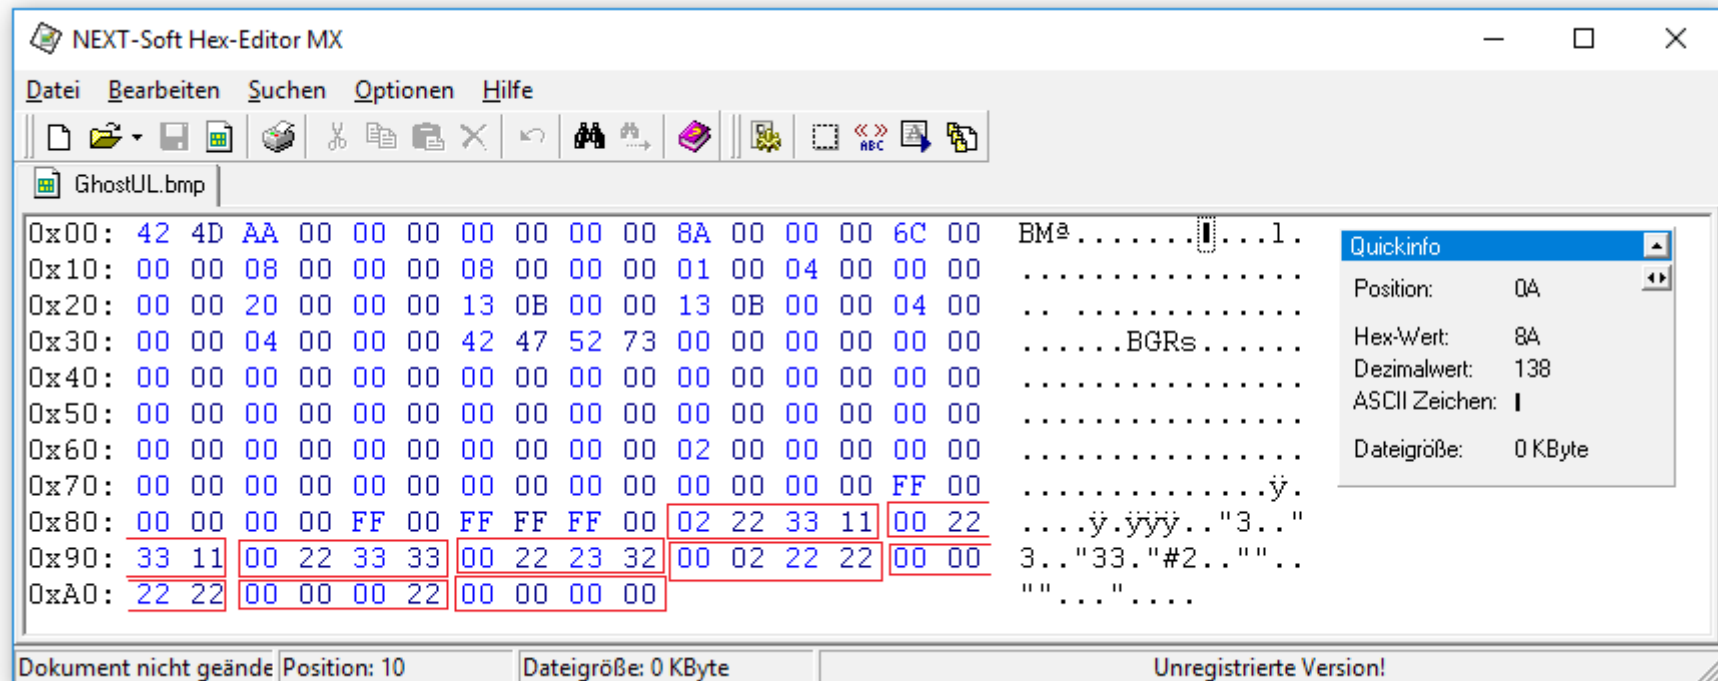 NEXT-Soft Hex-Editor MX
Datei Bearbeiten Suchen Optionen Hilfe
ABC
GhostUL.bmp
0x00: 42 4D AA 00 00 00 00 00 00 00 8A 00 00 00 6C 00 BMª.......▌...l.
0x10: 00 00 08 00 00 00 08 00 00 00 01 00 04 00 00 00 ................
0x20: 00 00 20 00 00 00 13 0B 00 00 13 0B 00 00 04 00 .. .............
0x30: 00 00 04 00 00 00 42 47 52 73 00 00 00 00 00 00 ......BGRs......
0x40: 00 00 00 00 00 00 00 00 00 00 00 00 00 00 00 00 ................
0x50: 00 00 00 00 00 00 00 00 00 00 00 00 00 00 00 00 ................
0x60: 00 00 00 00 00 00 00 00 00 00 02 00 00 00 00 00 ................
0x70: 00 00 00 00 00 00 00 00 00 00 00 00 00 00 FF 00 ..............ÿ.
0x80: 00 00 00 00 FF 00 FF FF FF 00 02 22 33 11 00 22 ....ÿ.ÿÿÿ.."3.."
0x90: 33 11 00 22 33 33 00 22 23 32 00 02 22 22 00 00 3.."33."#2..""..
0xA0: 22 22 00 00 00 22 00 00 00 00 ""..."....
Quickinfo
Position: 0A
Hex-Wert: 8A
Dezimalwert: 138
ASCII Zeichen: ▌
Dateigröße: 0 KByte
Dokument nicht geände Position: 10 Dateigröße: 0 KByte Unregistrierte Version!